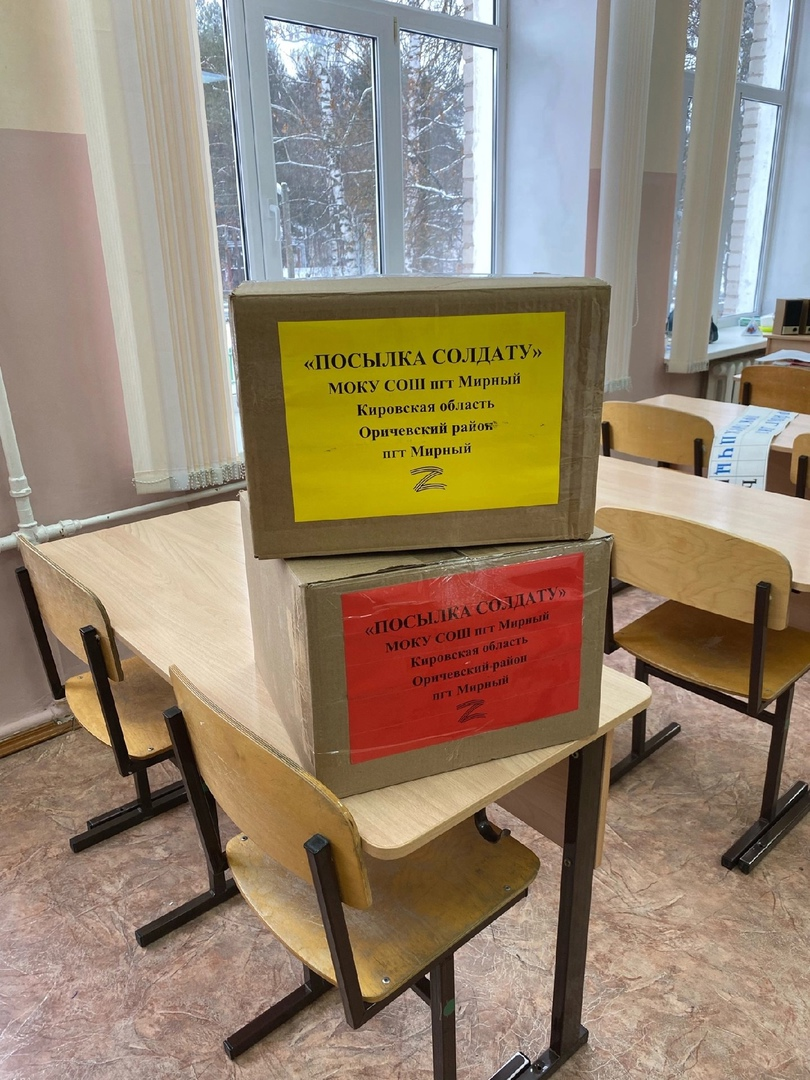 «ПОСЫЛКА СОЛДАТУ»
МОКУ СОШ пгт Мирный
Кировская область
Оричевский район
пгт Мирный
Z
«ПОСЫЛКА СОЛДАТУ»
МОКУ СОШ пгт Мирный
Кировская область
Оричевский район
пгт Мирный
Z